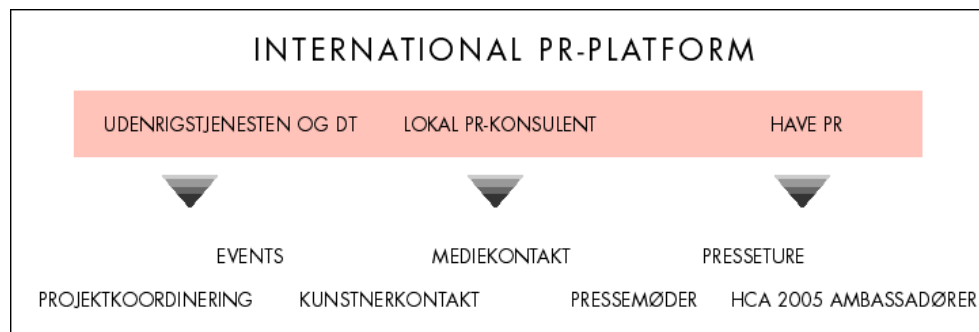 INTERNATIONAL PR-PLATFORM
UDENRIGSTJENESTEN OG DT LOKAL PR-KONSULENT HAVE PR
EVENTS MEDIEKONTAKT PRESSETURE
PROJEKTKOORDINERING KUNSTNERKONTAKT PRESSEMØDER HCA 2005 AMBASSADØRER